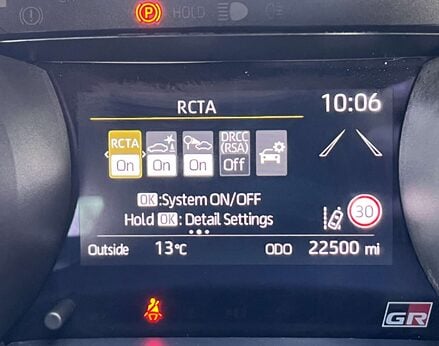 P HOLD
RCTA 10:06
RCTA On On On DRCC (RSA) Off
OK:System ON/OFF
Hold OK: Detail Settings
30
Outside 13°C ODO 22500 mi
GR